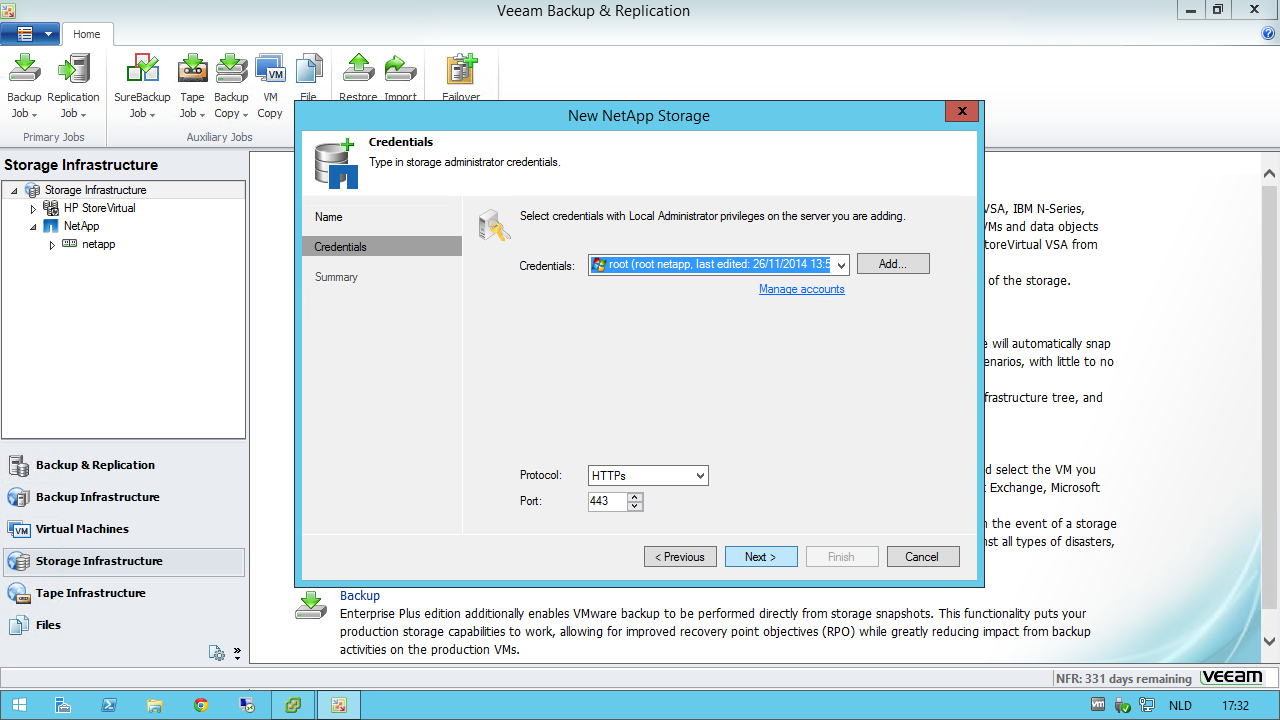 Veeam Backup & Replication
Home
Backup Job
Replication Job
SureBackup Job
Tape Job
Backup Copy
VM Copy
File
Restore
Import
Failover
Primary Jobs
Auxiliary Jobs
Storage Infrastructure
Storage Infrastructure
HP StoreVirtual
NetApp
netapp
Backup & Replication
Backup Infrastructure
Virtual Machines
Storage Infrastructure
Tape Infrastructure
Files
New NetApp Storage
Credentials
Type in storage administrator credentials.
Name
Credentials
Summary
Select credentials with Local Administrator privileges on the server you are adding.
Credentials:
root (root netapp, last edited: 26/11/2014 13:5
Add...
Manage accounts
Protocol:
HTTPs
Port:
443
< Previous
Next >
Finish
Cancel
VSA, IBM N-Series,
VMs and data objects
toreVirtual VSA from
of the storage.
e will automatically snap
enarios, with little to no
frastructure tree, and
d select the VM you
t Exchange, Microsoft
n the event of a storage
nst all types of disasters,
Backup
Enterprise Plus edition additionally enables VMware backup to be performed directly from storage snapshots. This functionality puts your
production storage capabilities to work, allowing for improved recovery point objectives (RPO) while greatly reducing impact from backup
activities on the production VMs.
NFR: 331 days remaining
veeam
NLD
17:32